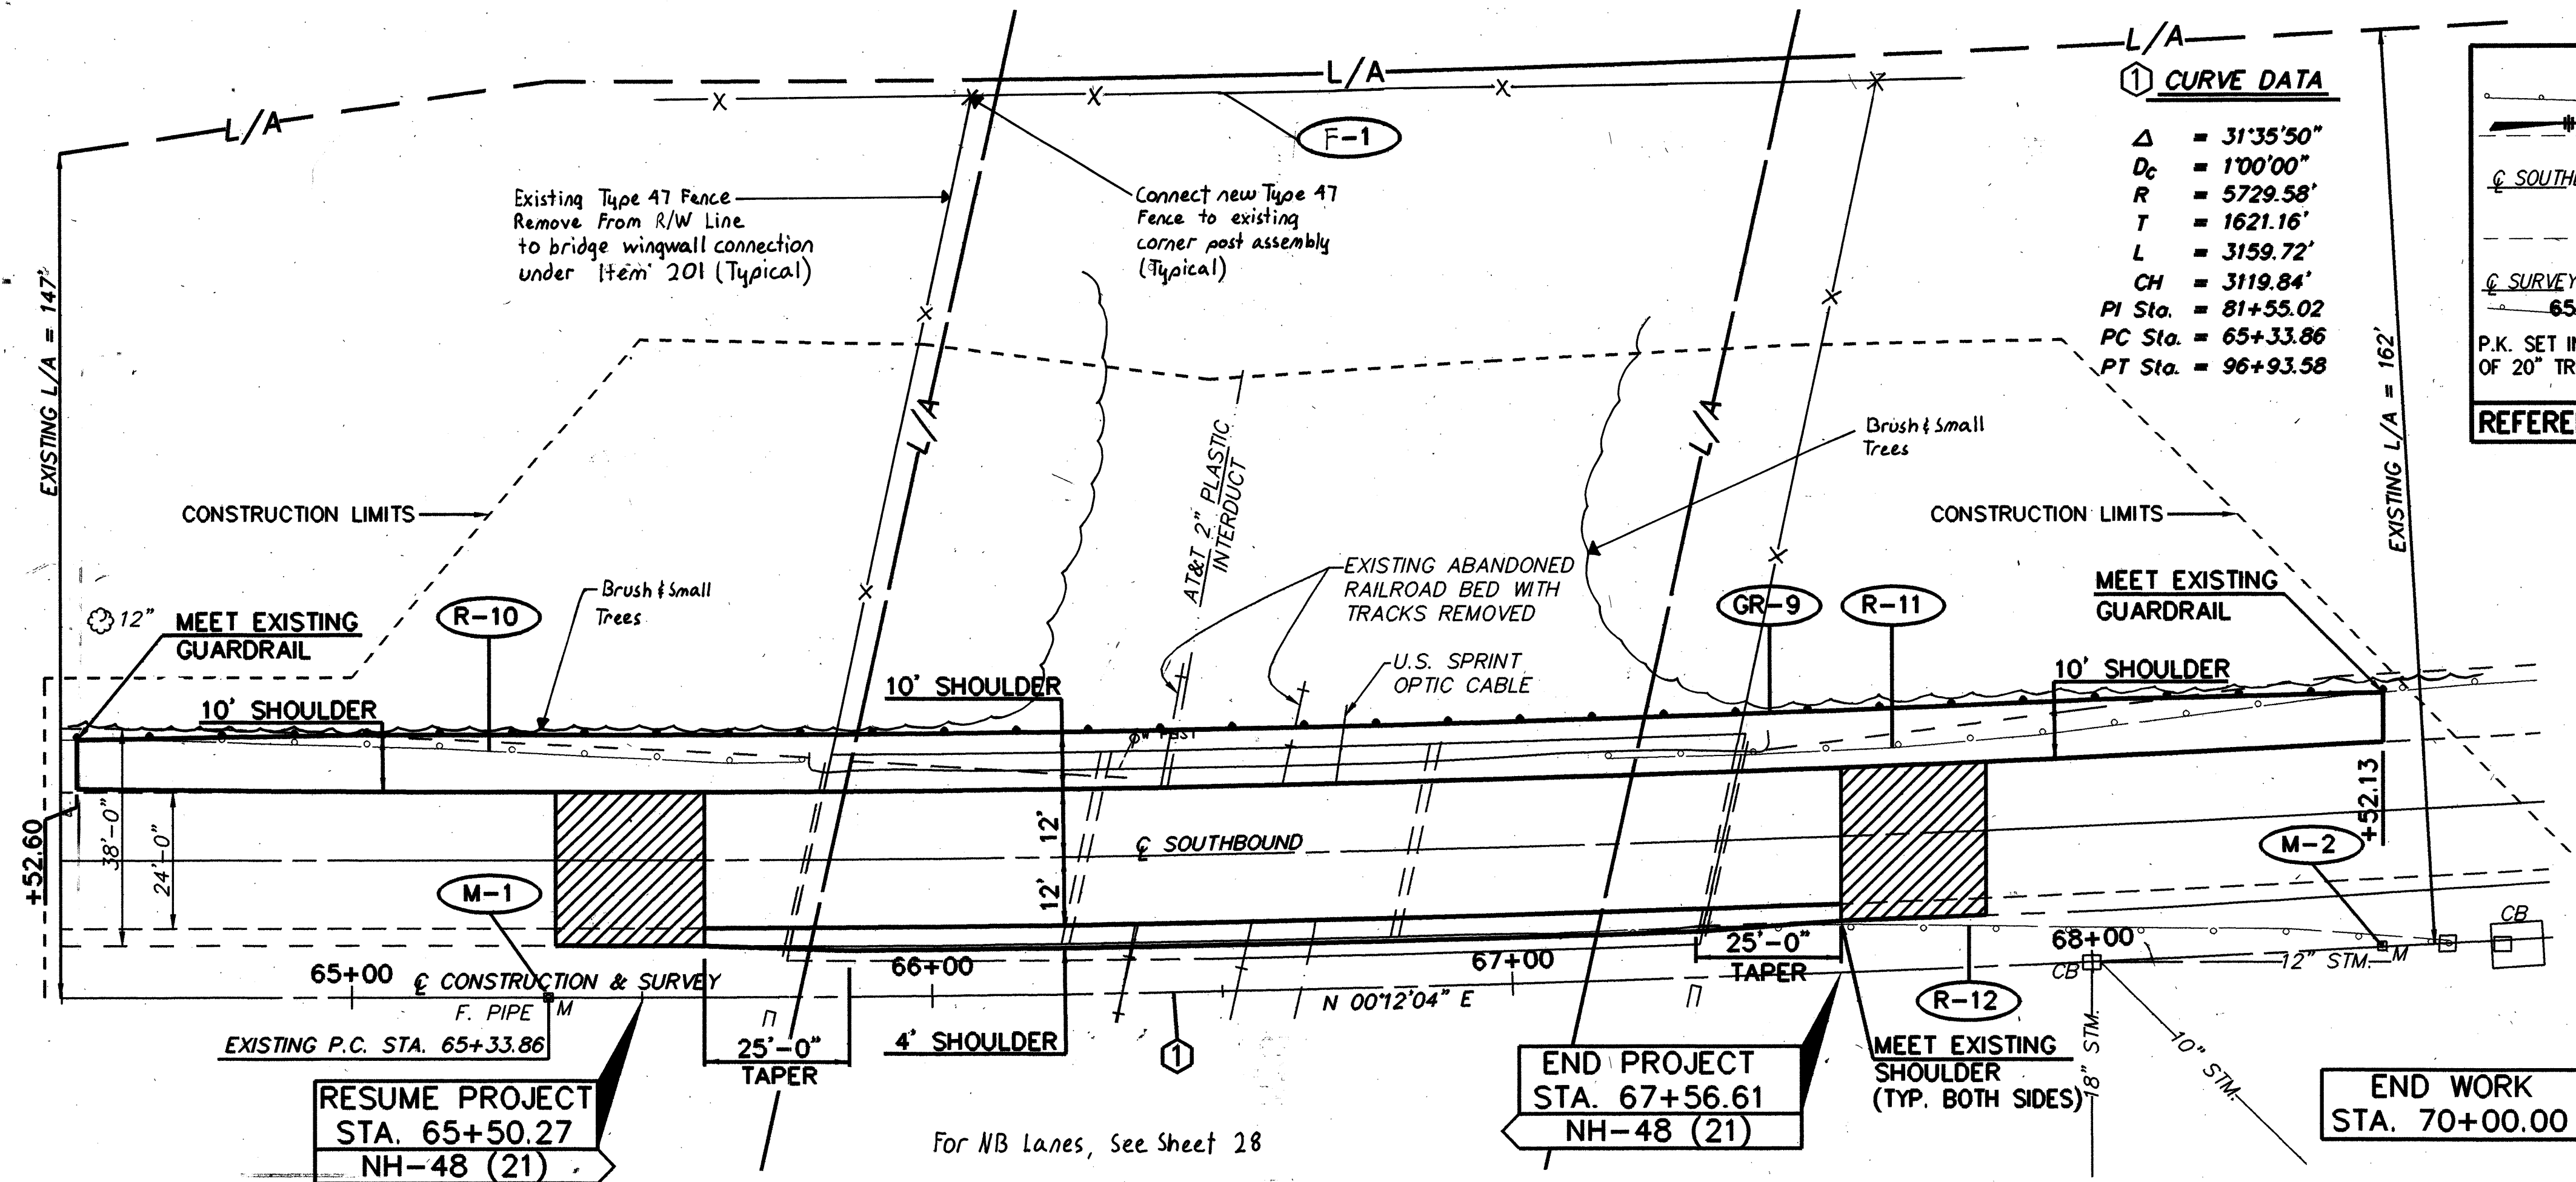 L/A
L/A
L/A
① CURVE DATA
Δ = 31°35'50"
Dc = 1°00'00"
R = 5729.58'
T = 1621.16'
L = 3159.72'
CH = 3119.84'
PI Sta. = 81+55.02
PC Sta. = 65+33.86
PT Sta. = 96+93.58
℄ SURVEY
P.K. SET
OF 20"
F-1
Existing Type 47 Fence
Remove From R/W Line
to bridge wingwall connection
under Item 201 (Typical)
Connect new Type 47
Fence to existing
corner post assembly
(Typical)
EXISTING L/A = 147'
EXISTING L/A = 162'
L/A
L/A
AT&T 2" PLASTIC
INTERDUCT
Brush & Small
Trees
CONSTRUCTION LIMITS
CONSTRUCTION LIMITS
EXISTING ABANDONED
RAILROAD BED WITH
TRACKS REMOVED
Brush & Small
Trees
12"
MEET EXISTING
GUARDRAIL
R-10
GR-9
R-11
MEET EXISTING
GUARDRAIL
U.S. SPRINT
OPTIC CABLE
10' SHOULDER
10' SHOULDER
10' SHOULDER
+52.60
38'-0"
24'-0"
12'
12'
℄ SOUTHBOUND
+52.13
M-1
M-2
CB
65+00
66+00
67+00
68+00
℄ CONSTRUCTION & SURVEY
F. PIPE
M
EXISTING P.C. STA. 65+33.86
N 00°12'04" E
25'-0"
TAPER
25'-0"
TAPER
4' SHOULDER
1
CB
12" STM.
M
18" STM.
10" STM.
R-12
MEET EXISTING
SHOULDER
(TYP. BOTH SIDES)
RESUME PROJECT
STA. 65+50.27
NH-48 (21)
END PROJECT
STA. 67+56.61
NH-48 (21)
END WORK
STA. 70+00.00
For NB Lanes, See Sheet 28